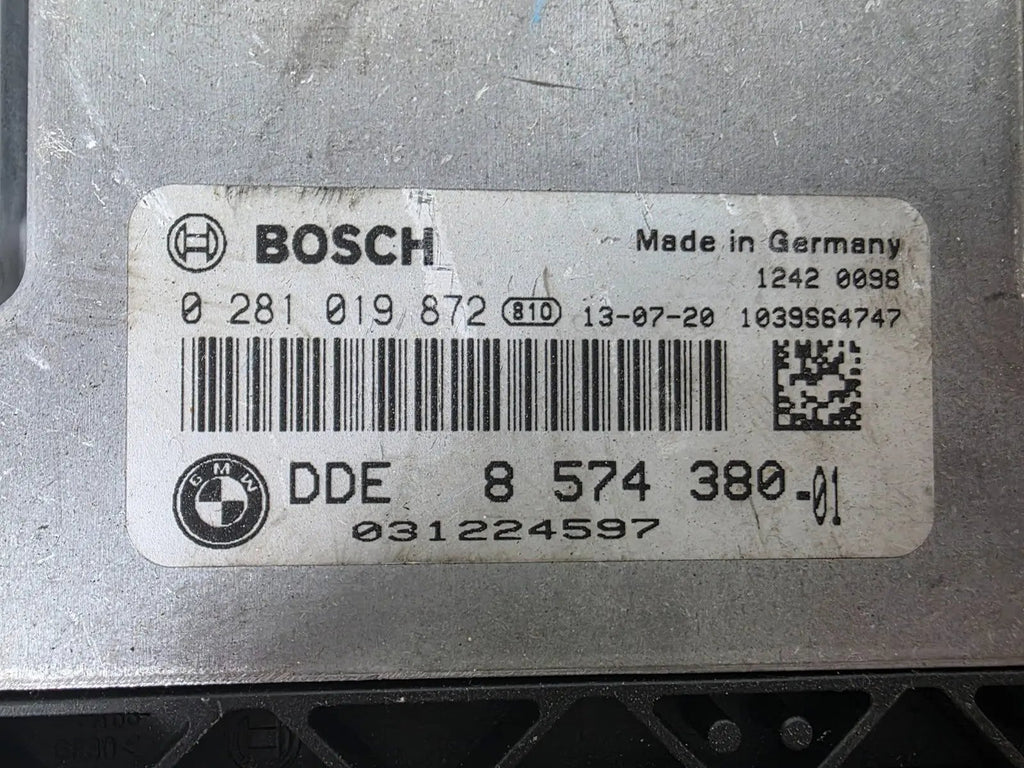 BOSCH
Made in Germany
1242 0098
0 281 019 872 810 13-07-20 1039S64747
BMW
DDE 8 574 380-01
031224597